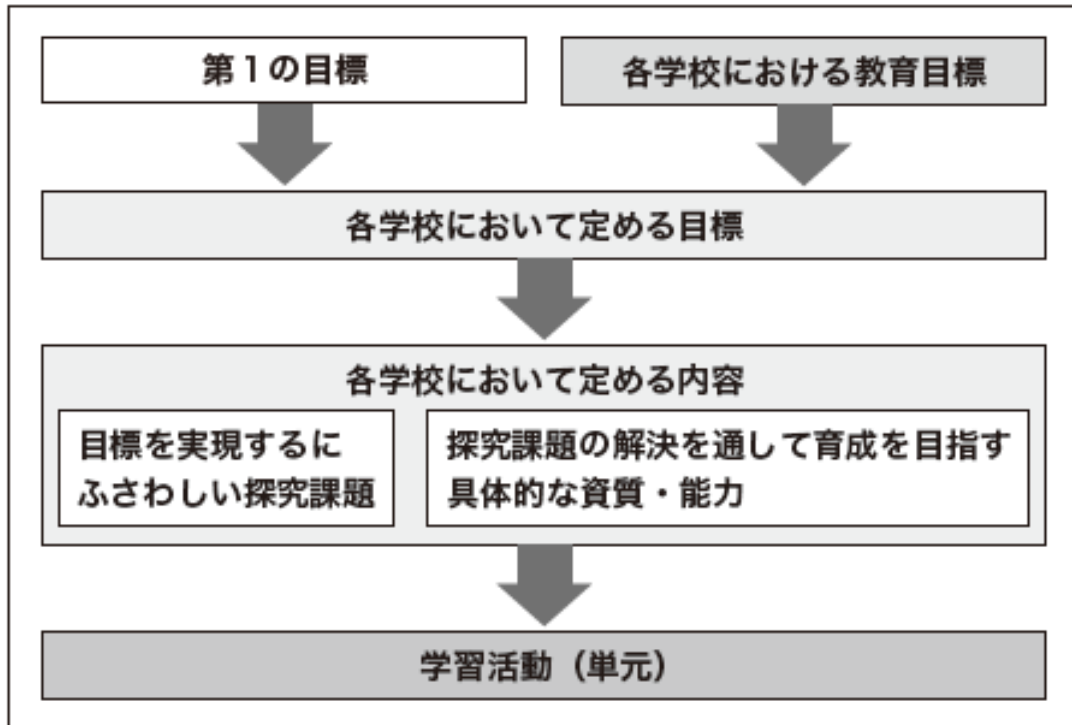 第１の目標
各学校における教育目標
各学校において定める目標
各学校において定める内容
目標を実現するに
ふさわしい探究課題
探究課題の解決を通して育成を目指す
具体的な資質・能力
学習活動（単元）